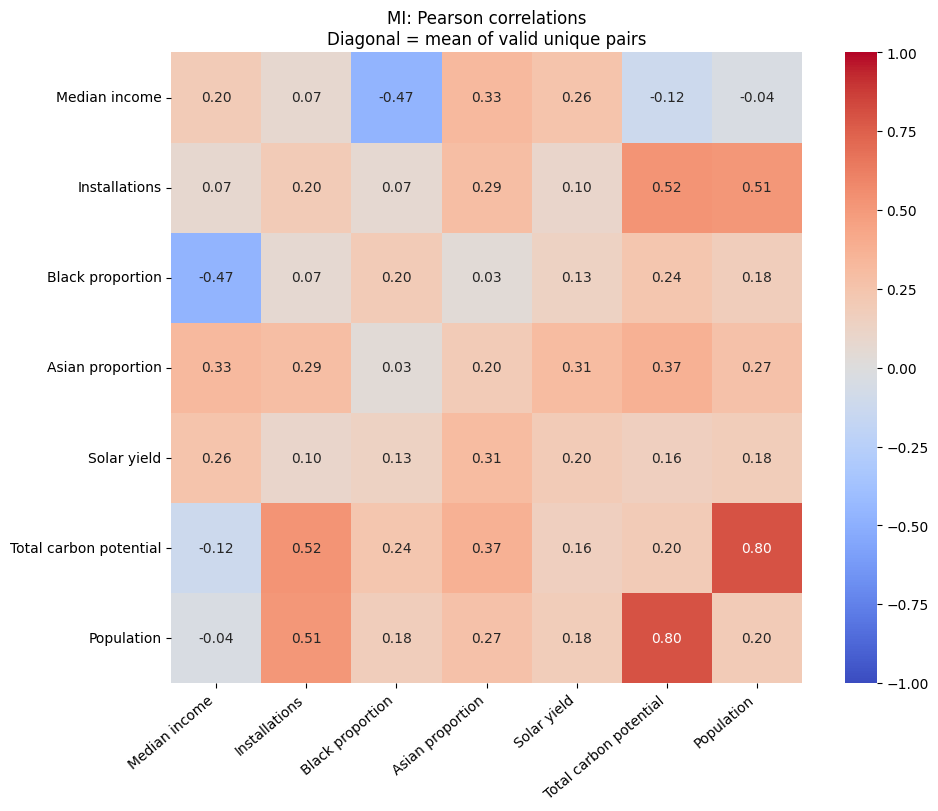 MI: Pearson correlations
Diagonal = mean of valid unique pairs
Median income 0.20 0.07 -0.47 0.33 0.26 -0.12 -0.04
Installations 0.07 0.20 0.07 0.29 0.10 0.52 0.51
Black proportion -0.47 0.07 0.20 0.03 0.13 0.24 0.18
Asian proportion 0.33 0.29 0.03 0.20 0.31 0.37 0.27
Solar yield 0.26 0.10 0.13 0.31 0.20 0.16 0.18
Total carbon potential -0.12 0.52 0.24 0.37 0.16 0.20 0.80
Population -0.04 0.51 0.18 0.27 0.18 0.80 0.20
Median income
Installations
Black proportion
Asian proportion
Solar yield
Total carbon potential
Population
1.00
0.75
0.50
0.25
0.00
−0.25
−0.50
−0.75
−1.00